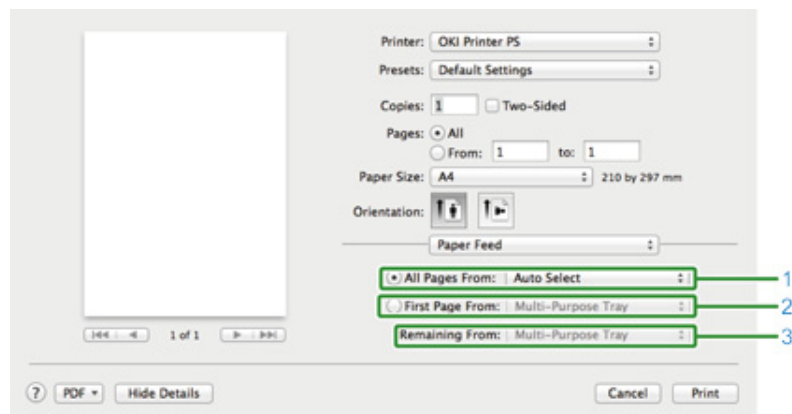 Printer: OKI Printer PS
Presets: Default Settings
Copies: 1 Two-Sided
Pages: All
From: 1 to: 1
Paper Size: A4 210 by 297 mm
Orientation:
Paper Feed
All Pages From: Auto Select 1
First Page From: Multi-Purpose Tray 2
Remaining From: Multi-Purpose Tray 3
1 of 1
? PDF Hide Details Cancel Print